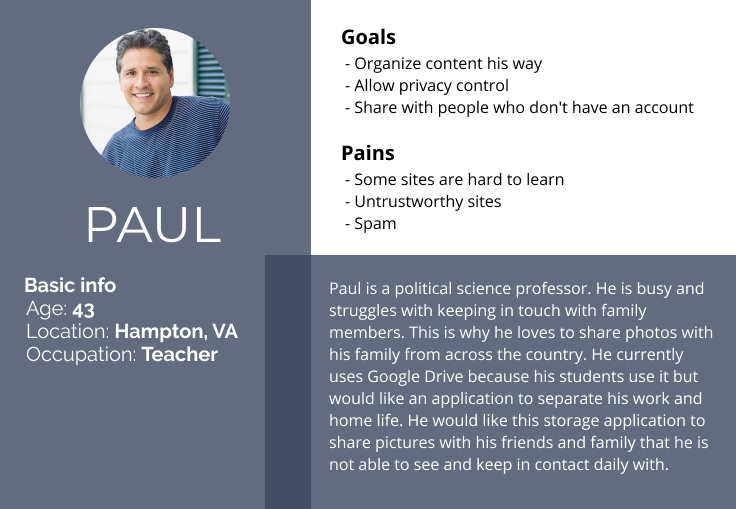 PAUL
Basic info
Age: 43
Location: Hampton, VA
Occupation: Teacher
Goals
- Organize content his way
- Allow privacy control
- Share with people who don't have an account
Pains
- Some sites are hard to learn
- Untrustworthy sites
- Spam
Paul is a political science professor. He is busy and
struggles with keeping in touch with family
members. This is why he loves to share photos with
his family from across the country. He currently
uses Google Drive because his students use it but
would like an application to separate his work and
home life. He would like this storage application to
share pictures with his friends and family that he is
not able to see and keep in contact daily with.